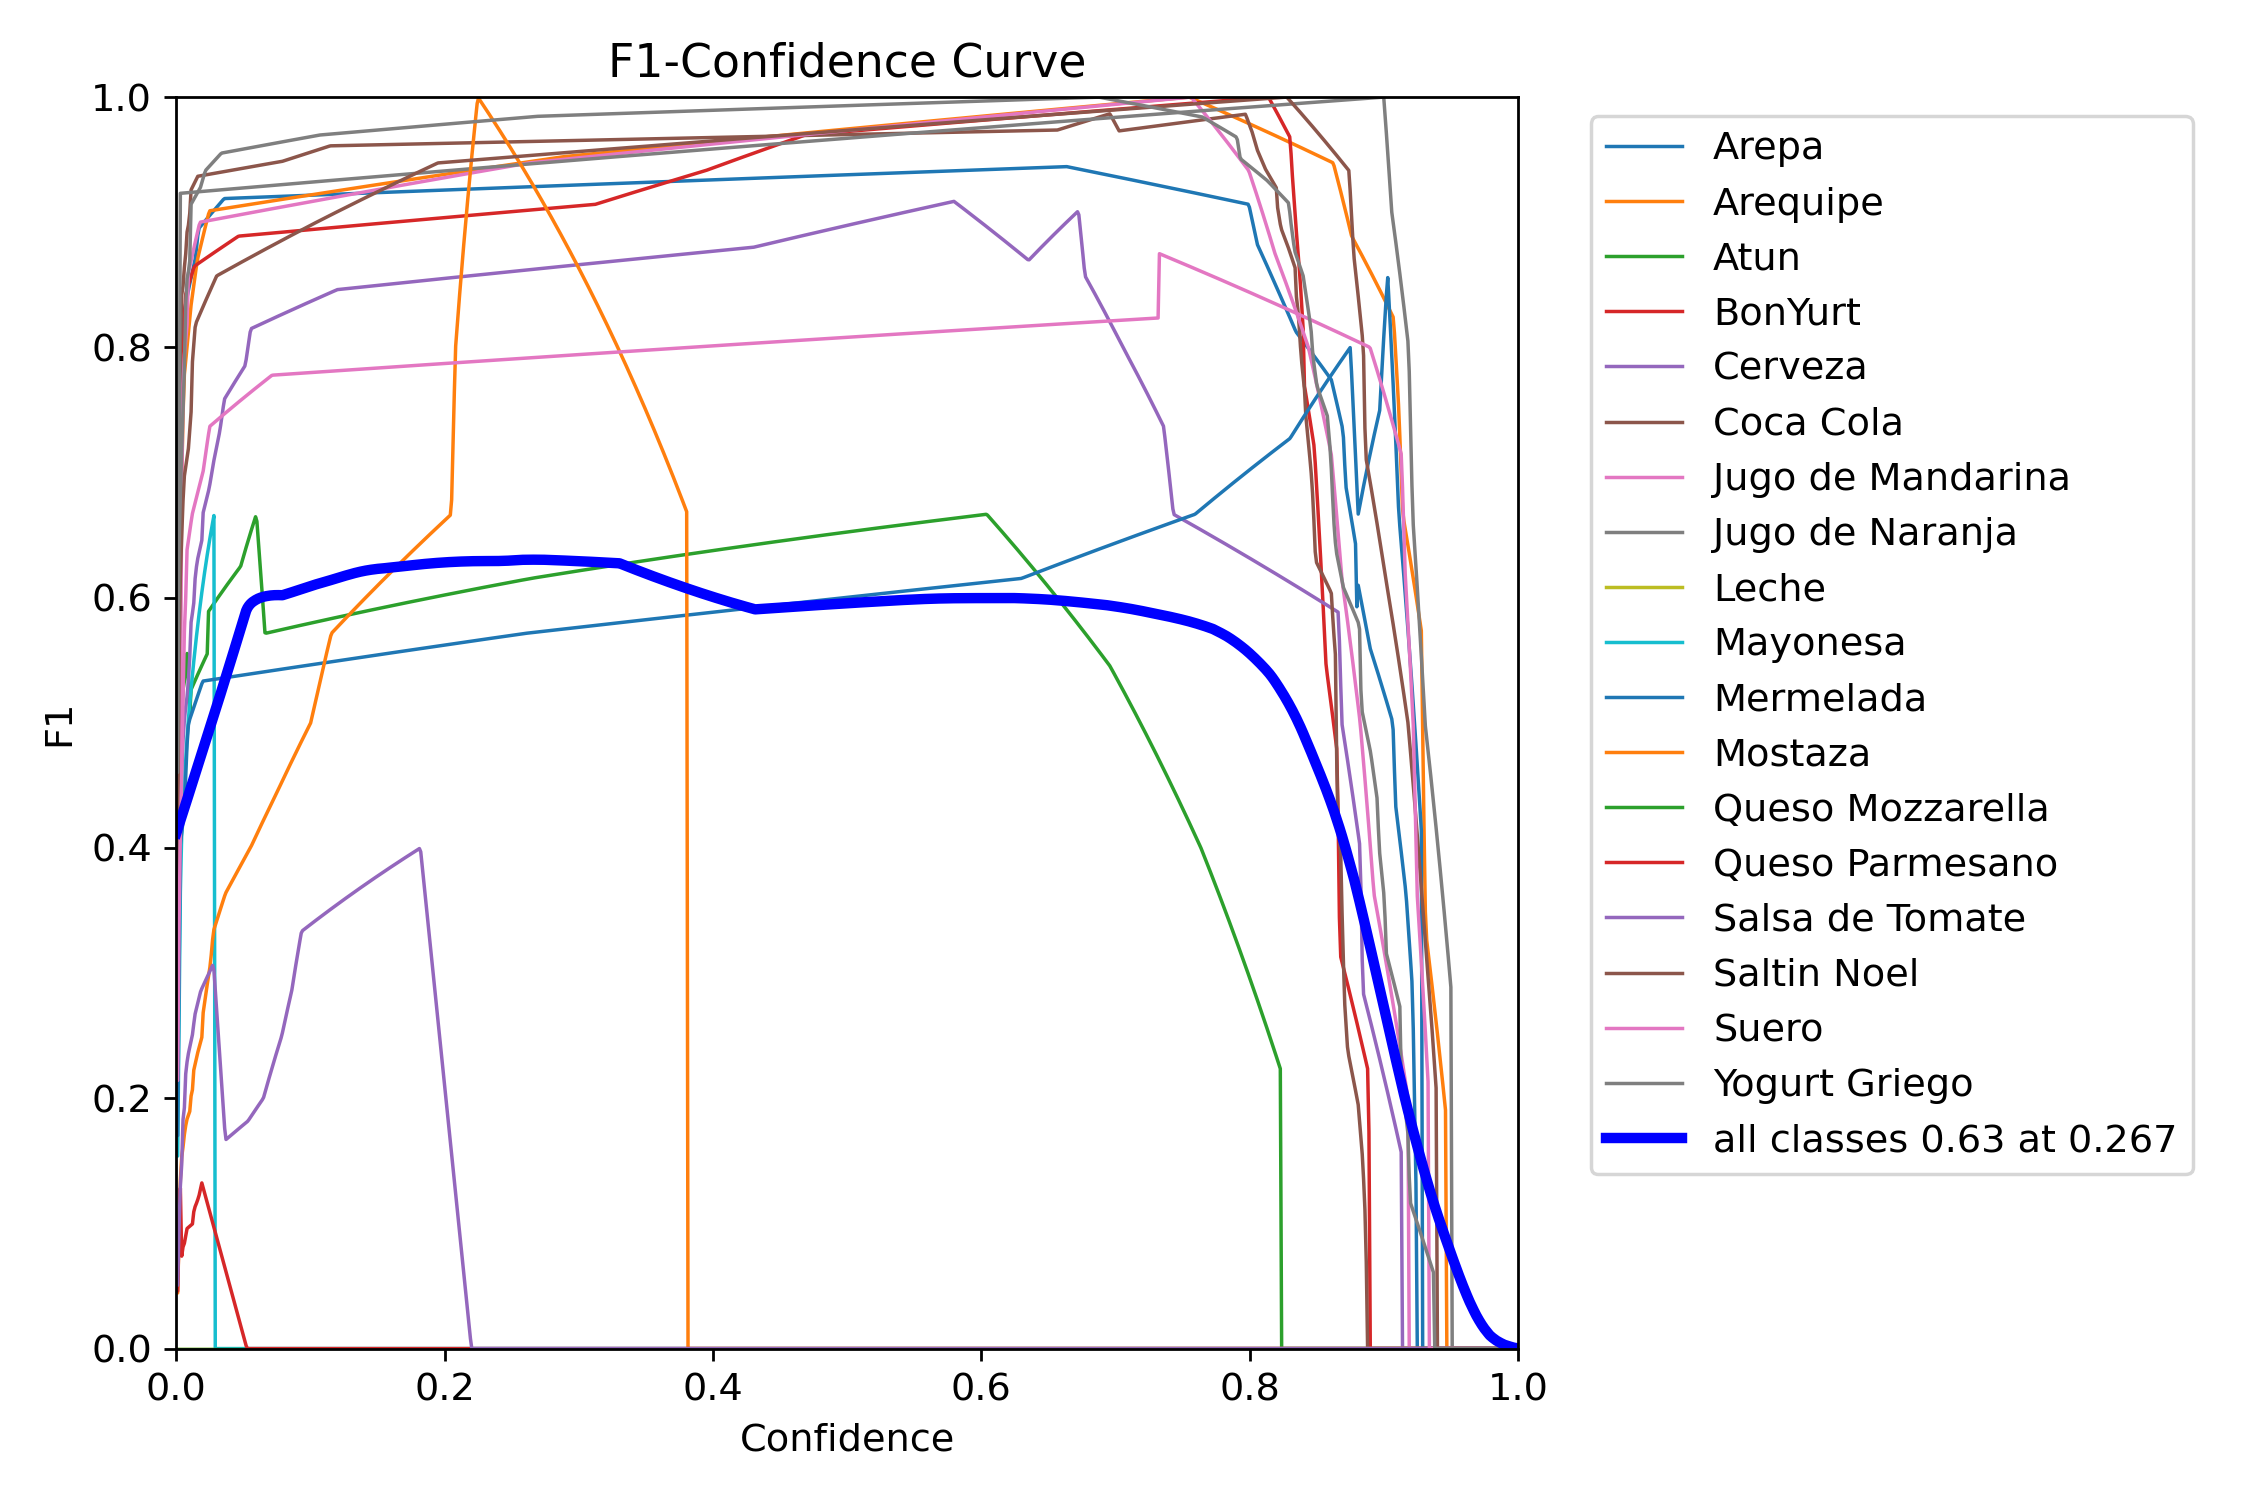 F1-Confidence Curve
1.0
0.8
0.6
0.4
0.2
0.0
F1
0.0 0.2 0.4 0.6 0.8 1.0
Confidence
Arepa
Arequipe
Atun
BonYurt
Cerveza
Coca Cola
Jugo de Mandarina
Jugo de Naranja
Leche
Mayonesa
Mermelada
Mostaza
Queso Mozzarella
Queso Parmesano
Salsa de Tomate
Saltin Noel
Suero
Yogurt Griego
all classes 0.63 at 0.267